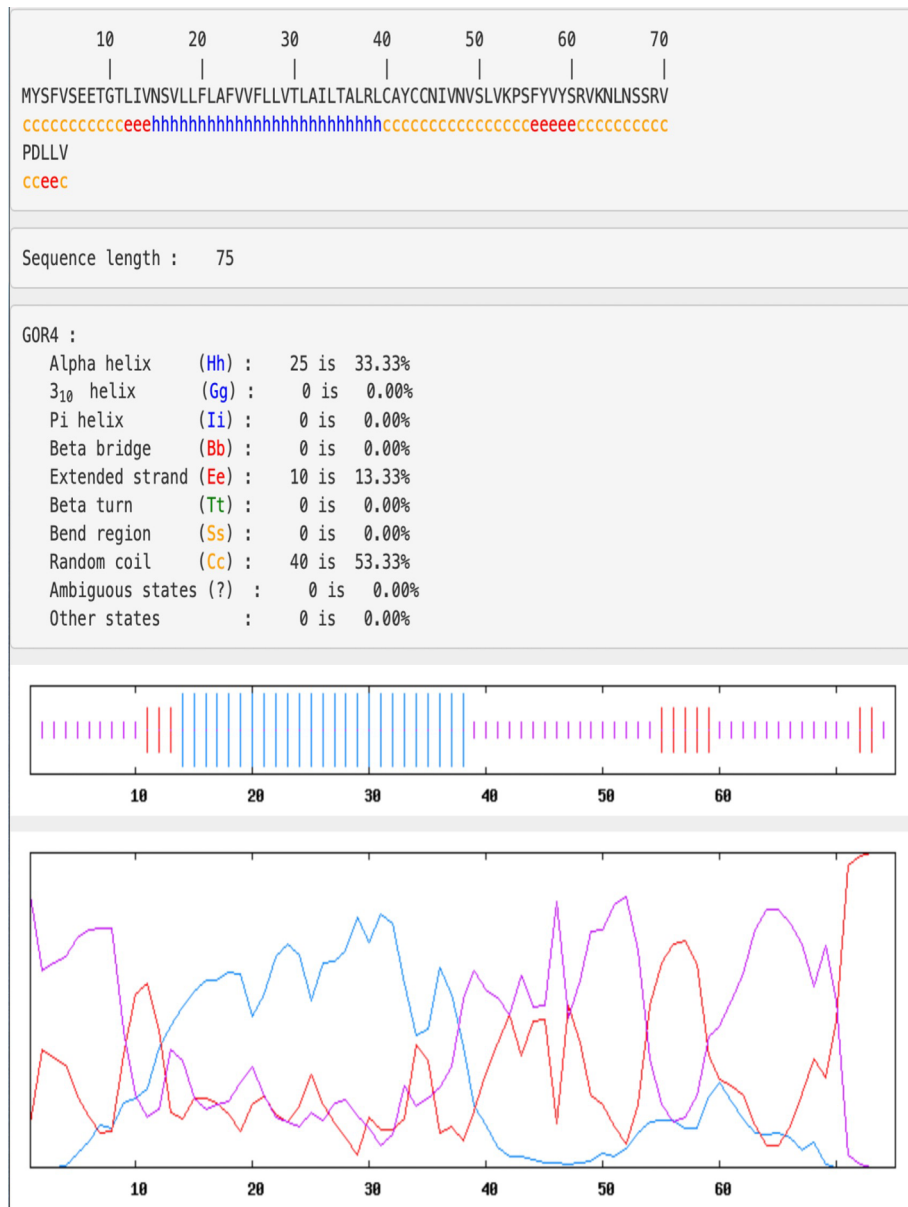 10 20 30 40 50 60 70
| | | | | | |
MYSFVSEETGTLIVNSVLLFLAFVVFLLVTLAILTALRLCAYCCNIVNVSLVKPSFYVYSRVKNLNSSRV
ccccccccccceeehhhhhhhhhhhhhhhhhhhhhhhhhcccccccccccccccceeeeecccccccccc
PDLLV
cceec
Sequence length : 75
GOR4 :
Alpha helix (Hh) : 25 is 33.33%
3₁₀ helix (Gg) : 0 is 0.00%
Pi helix (Ii) : 0 is 0.00%
Beta bridge (Bb) : 0 is 0.00%
Extended strand (Ee) : 10 is 13.33%
Beta turn (Tt) : 0 is 0.00%
Bend region (Ss) : 0 is 0.00%
Random coil (Cc) : 40 is 53.33%
Ambiguous states (?) : 0 is 0.00%
Other states : 0 is 0.00%
10 20 30 40 50 60
10 20 30 40 50 60